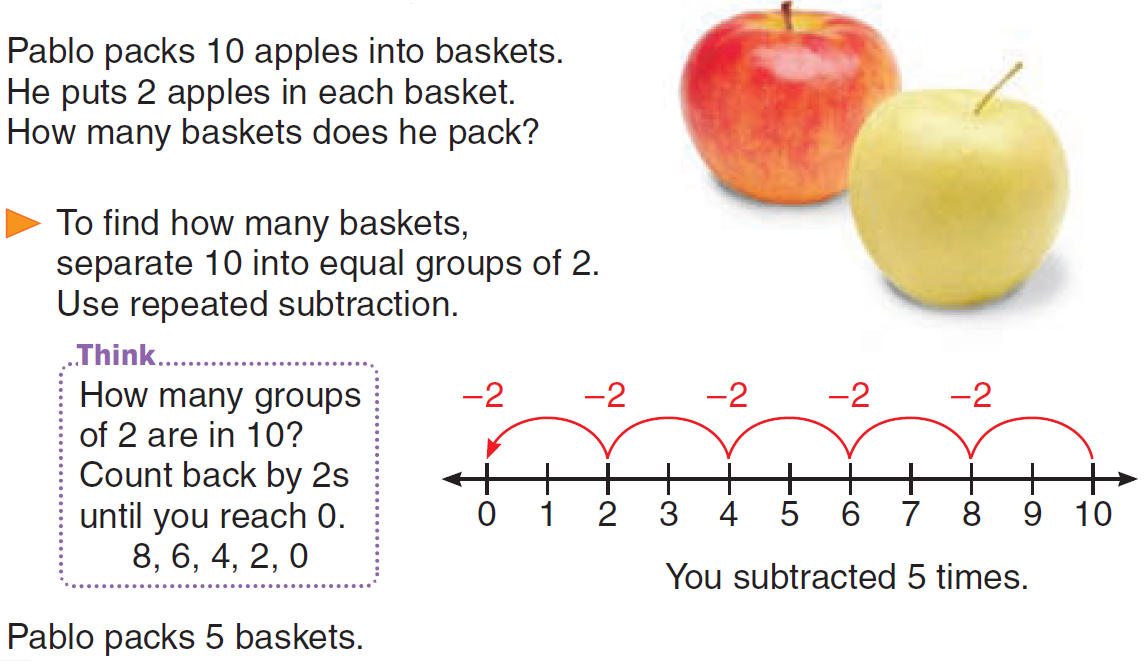 Pablo packs 10 apples into baskets.
He puts 2 apples in each basket.
How many baskets does he pack?
To find how many baskets,
separate 10 into equal groups of 2.
Use repeated subtraction.
Think
How many groups
of 2 are in 10?
Count back by 2s
until you reach 0.
8, 6, 4, 2, 0
−2 −2 −2 −2 −2
0 1 2 3 4 5 6 7 8 9 10
You subtracted 5 times.
Pablo packs 5 baskets.